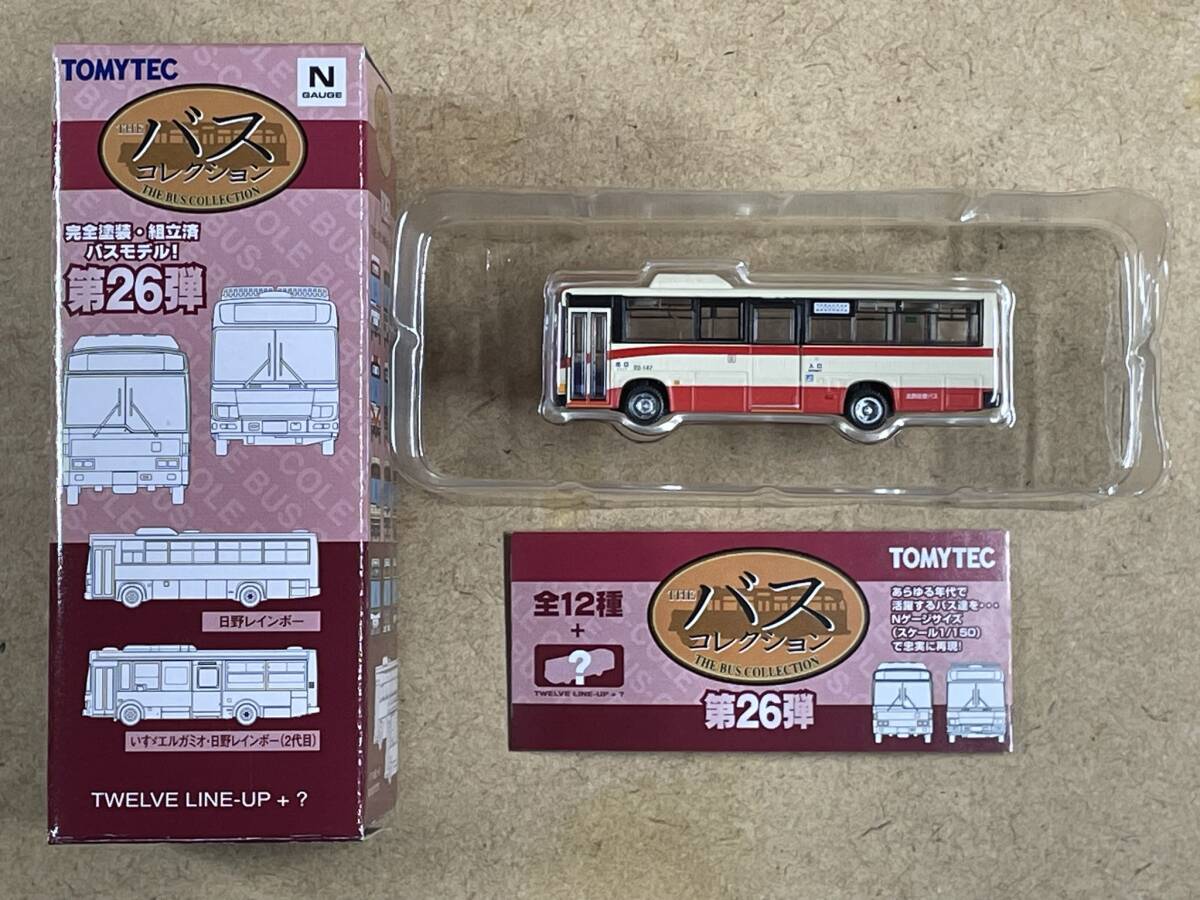 TOMYTEC
N
GAUGE
THE
バス
コレクション
THE BUS COLLECTION
完全塗装・組立済
バスモデル!
第26弾
日野レインボー
いすゞエルガミオ・日野レインボー(2代目)
TWELVE LINE-UP + ?
出口
入口
全12種
+
?
TWELVE LINE-UP + ?
THE
バス
コレクション
THE BUS COLLECTION
第26弾
TOMYTEC
あらゆる年代で
活躍するバス達を・・・
Nゲージサイズ
(スケール1/150)
で忠実に再現!